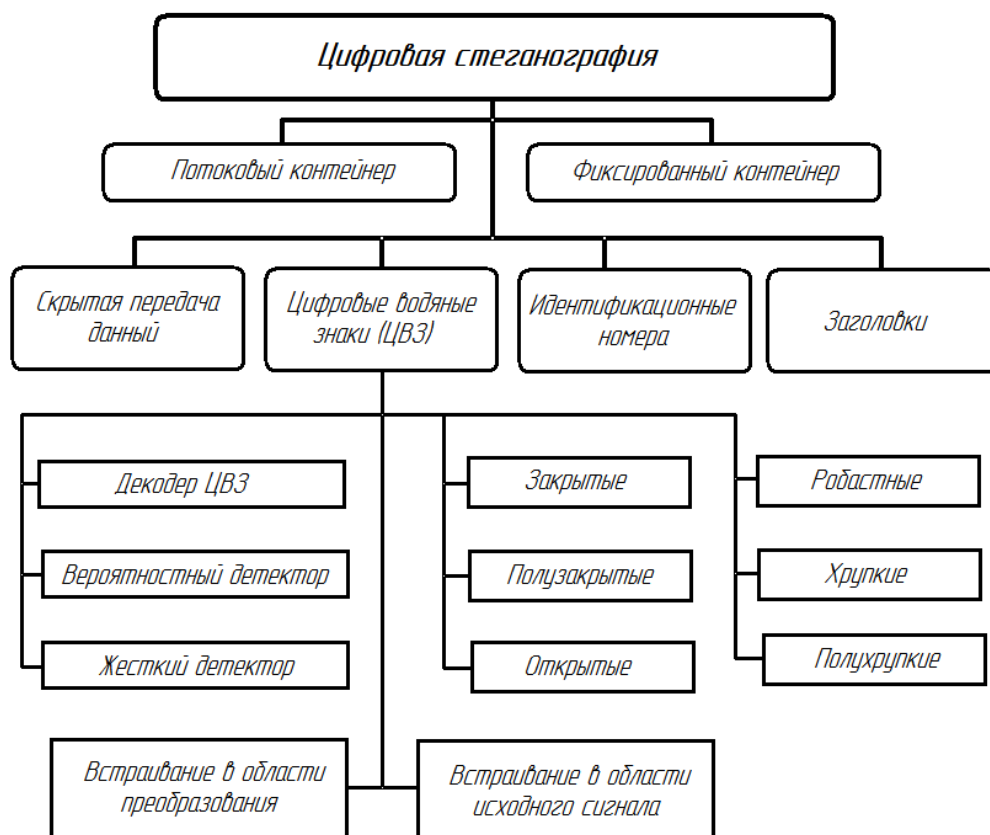 Цифровая стеганография
Потоковый контейнер
Фиксированный контейнер
Скрытая передача
данный
Цифровые водяные
знаки (ЦВЗ)
Идентификационные
номера
Заголовки
Декодер ЦВЗ
Закрытые
Робастные
Вероятностный детектор
Полузакрытые
Хрупкие
Жесткий детектор
Открытые
Полухрупкие
Встраивание в области
преобразования
Встраивание в области
исходного сигнала